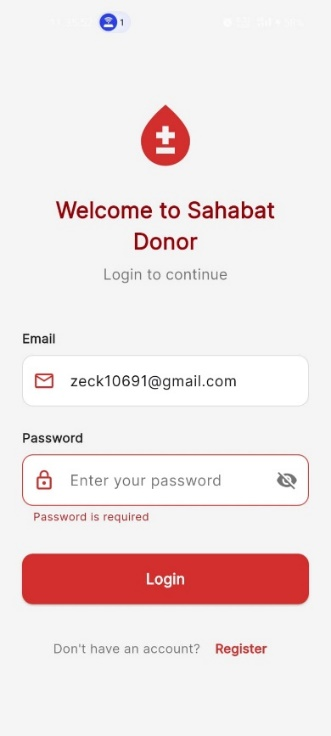 1
Welcome to Sahabat
Donor
Login to continue
Email
zeck10691@gmail.com
Password
Enter your password
Password is required
Login
Don't have an account? Register